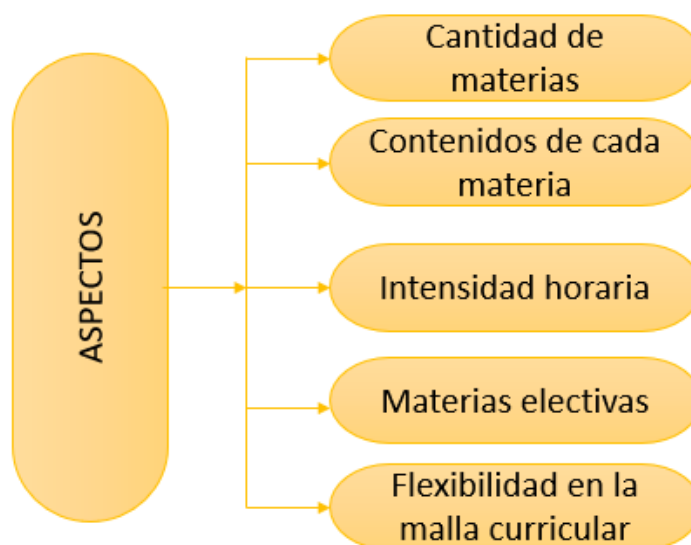 ASPECTOS
Cantidad de
materias
Contenidos de cada
materia
Intensidad horaria
Materias electivas
Flexibilidad en la
malla curricular